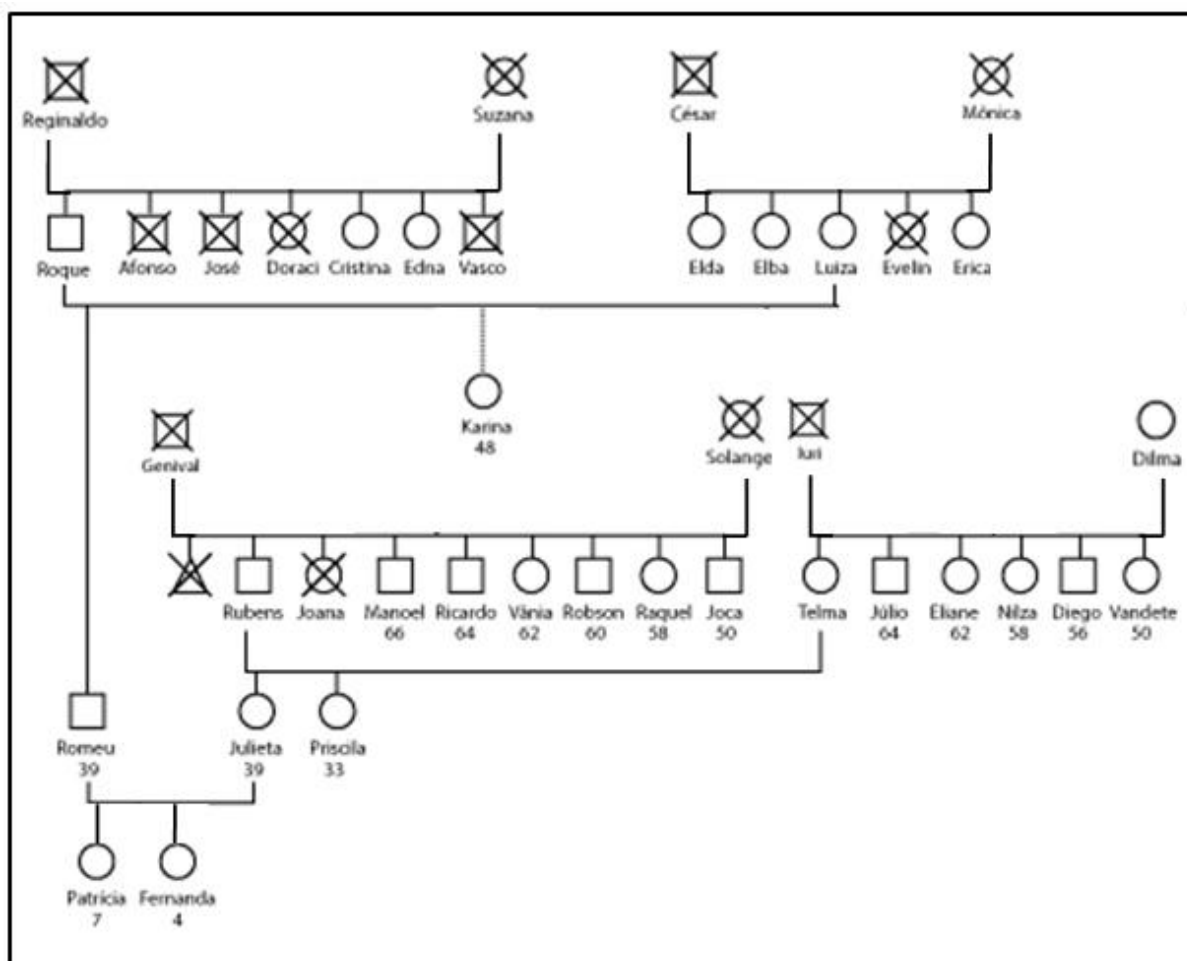 Reginaldo
Suzana
César
Mônica
Roque
Afonso
José
Doraci
Cristina
Edna
Vasco
Elda
Elba
Luiza
Evelin
Erica
Karina
48
Genival
Solange
Iuri
Dilma
Rubens
Joana
Manoel
66
Ricardo
64
Vânia
62
Robson
60
Raquel
58
Joca
50
Telma
Júlio
64
Eliane
62
Nilza
58
Diego
56
Vandete
50
Romeu
39
Julieta
39
Priscila
33
Patrícia
7
Fernanda
4